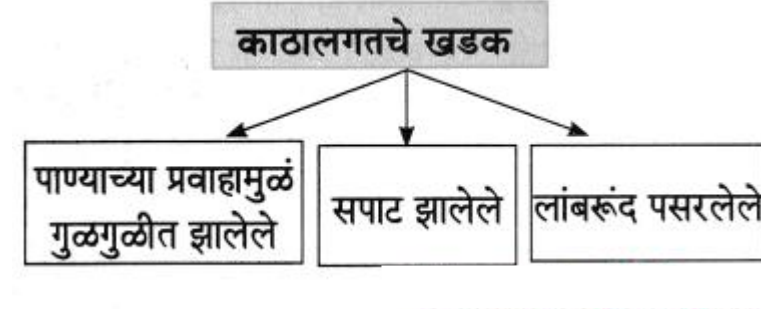 काठालगतचे खडक
पाण्याच्या प्रवाहामुळं
गुळगुळीत झालेले
सपाट झालेले
लांबरूंद पसरलेले